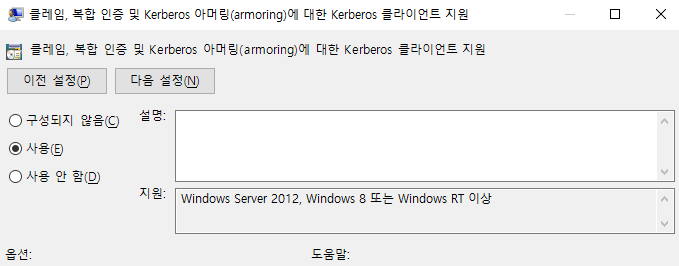 클레임, 복합 인증 및 Kerberos 아머링(armoring)에 대한 Kerberos 클라이언트 지원
클레임, 복합 인증 및 Kerberos 아머링(armoring)에 대한 Kerberos 클라이언트 지원
이전 설정(P) 다음 설정(N)
구성되지 않음(C) 설명:
사용(E)
사용 안 함(D)
지원: Windows Server 2012, Windows 8 또는 Windows RT 이상
옵션: 도움말: